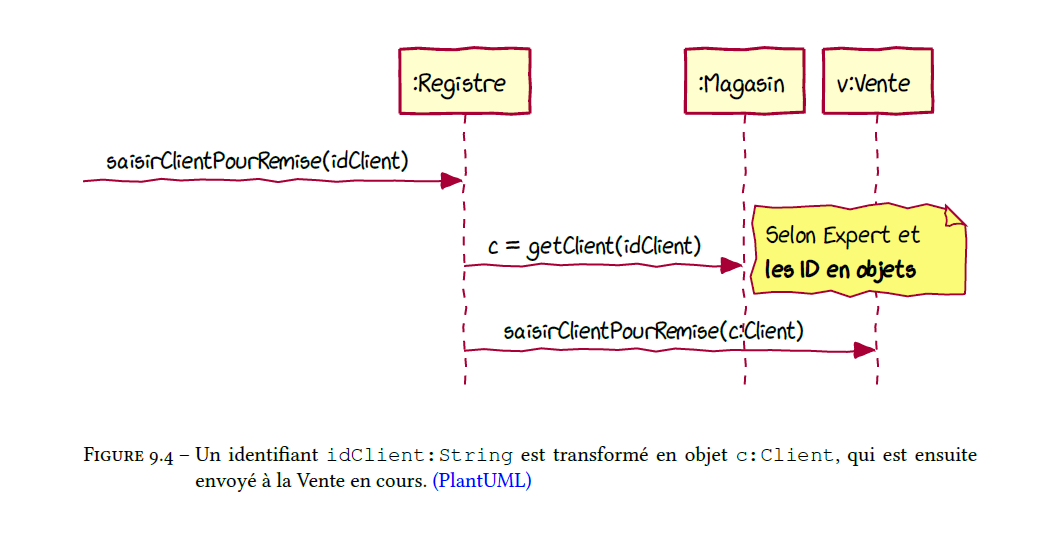 :Registre
:Magasin
v:Vente
saisirClientPourRemise(idClient)
c = getClient(idClient)
Selon Expert et
les ID en objets
saisirClientPourRemise(c:Client)
Figure 9.4 – Un identifiant idClient:String est transformé en objet c:Client, qui est ensuite
envoyé à la Vente en cours. (PlantUML)